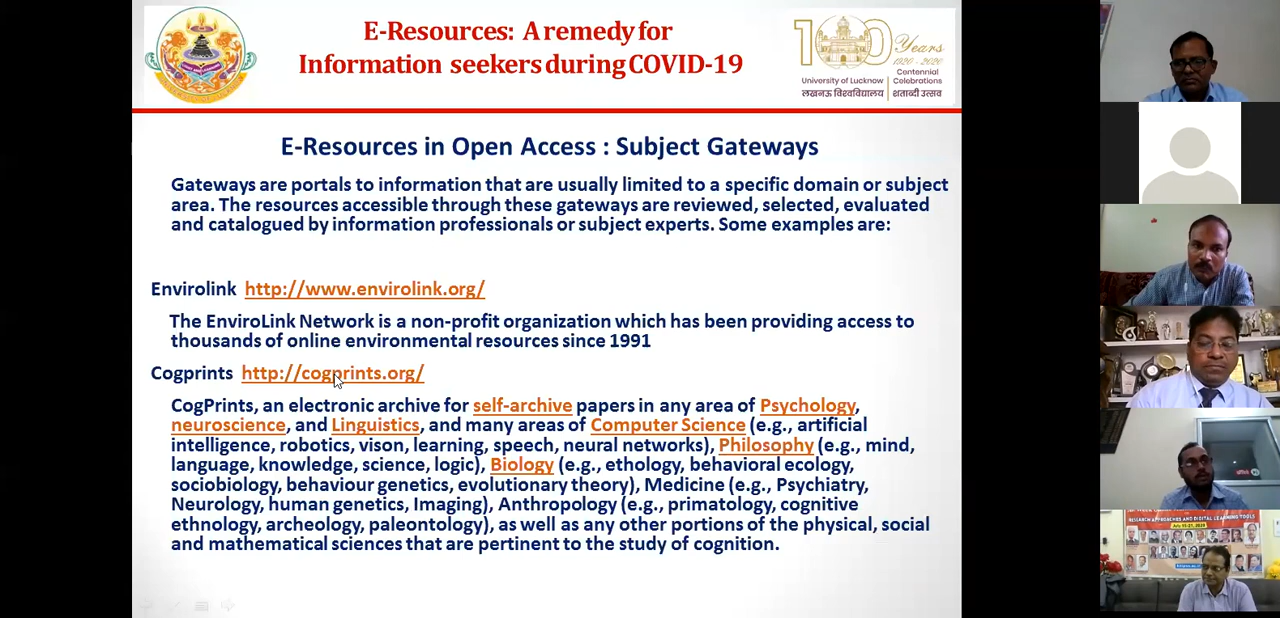 E-Resources: A remedy for
Information seekers during COVID-19
100 Years
1920-2020
University of Lucknow
लखनऊ विश्वविद्यालय
Centennial
Celebrations
शताब्दी उत्सव
E-Resources in Open Access : Subject Gateways
Gateways are portals to information that are usually limited to a specific domain or subject
area. The resources accessible through these gateways are reviewed, selected, evaluated
and catalogued by information professionals or subject experts. Some examples are:
Envirolink http://www.envirolink.org/
The EnviroLink Network is a non-profit organization which has been providing access to
thousands of online environmental resources since 1991
Cogprints http://cogprints.org/
CogPrints, an electronic archive for self-archive papers in any area of Psychology,
neuroscience, and Linguistics, and many areas of Computer Science (e.g., artificial
intelligence, robotics, vison, learning, speech, neural networks), Philosophy (e.g., mind,
language, knowledge, science, logic), Biology (e.g., ethology, behavioral ecology,
sociobiology, behaviour genetics, evolutionary theory), Medicine (e.g., Psychiatry,
Neurology, human genetics, Imaging), Anthropology (e.g., primatology, cognitive
ethnology, archeology, paleontology), as well as any other portions of the physical, social
and mathematical sciences that are pertinent to the study of cognition.
RESEARCH APPROACHES AND DIGITAL LEARNING TOOLS